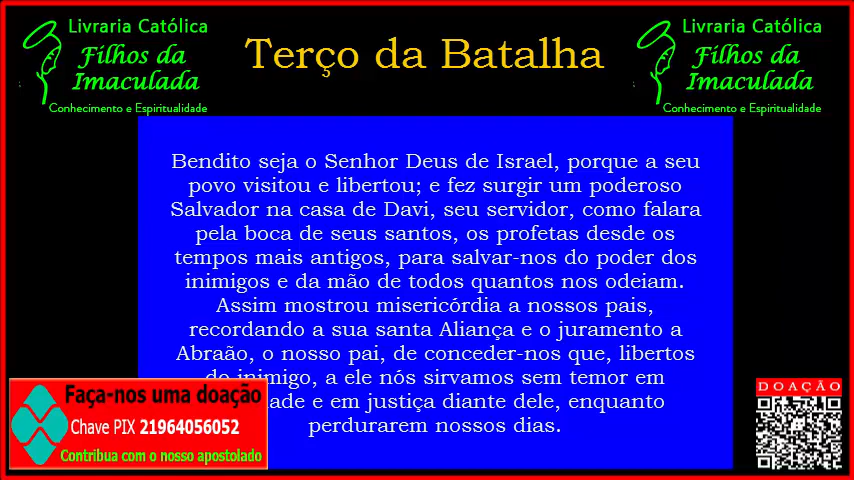 Livraria Católica
Filhos da
Imaculada
Conhecimento e Espiritualidade
Terço da Batalha
Livraria Católica
Filhos da
Imaculada
Conhecimento e Espiritualidade
Bendito seja o Senhor Deus de Israel, porque a seu
povo visitou e libertou; e fez surgir um poderoso
Salvador na casa de Davi, seu servidor, como falara
pela boca de seus santos, os profetas desde os
tempos mais antigos, para salvar-nos do poder dos
inimigos e da mão de todos quantos nos odeiam.
Assim mostrou misericórdia a nossos pais,
recordando a sua santa Aliança e o juramento a
Abraão, o nosso pai, de conceder-nos que, libertos
do inimigo, a ele nós sirvamos sem temor em
ade e em justiça diante dele, enquanto
perdurarem nossos dias.
Faça-nos uma doação
Chave PIX 21964056052
Contribua com o nosso apostolado
DOAÇÃO